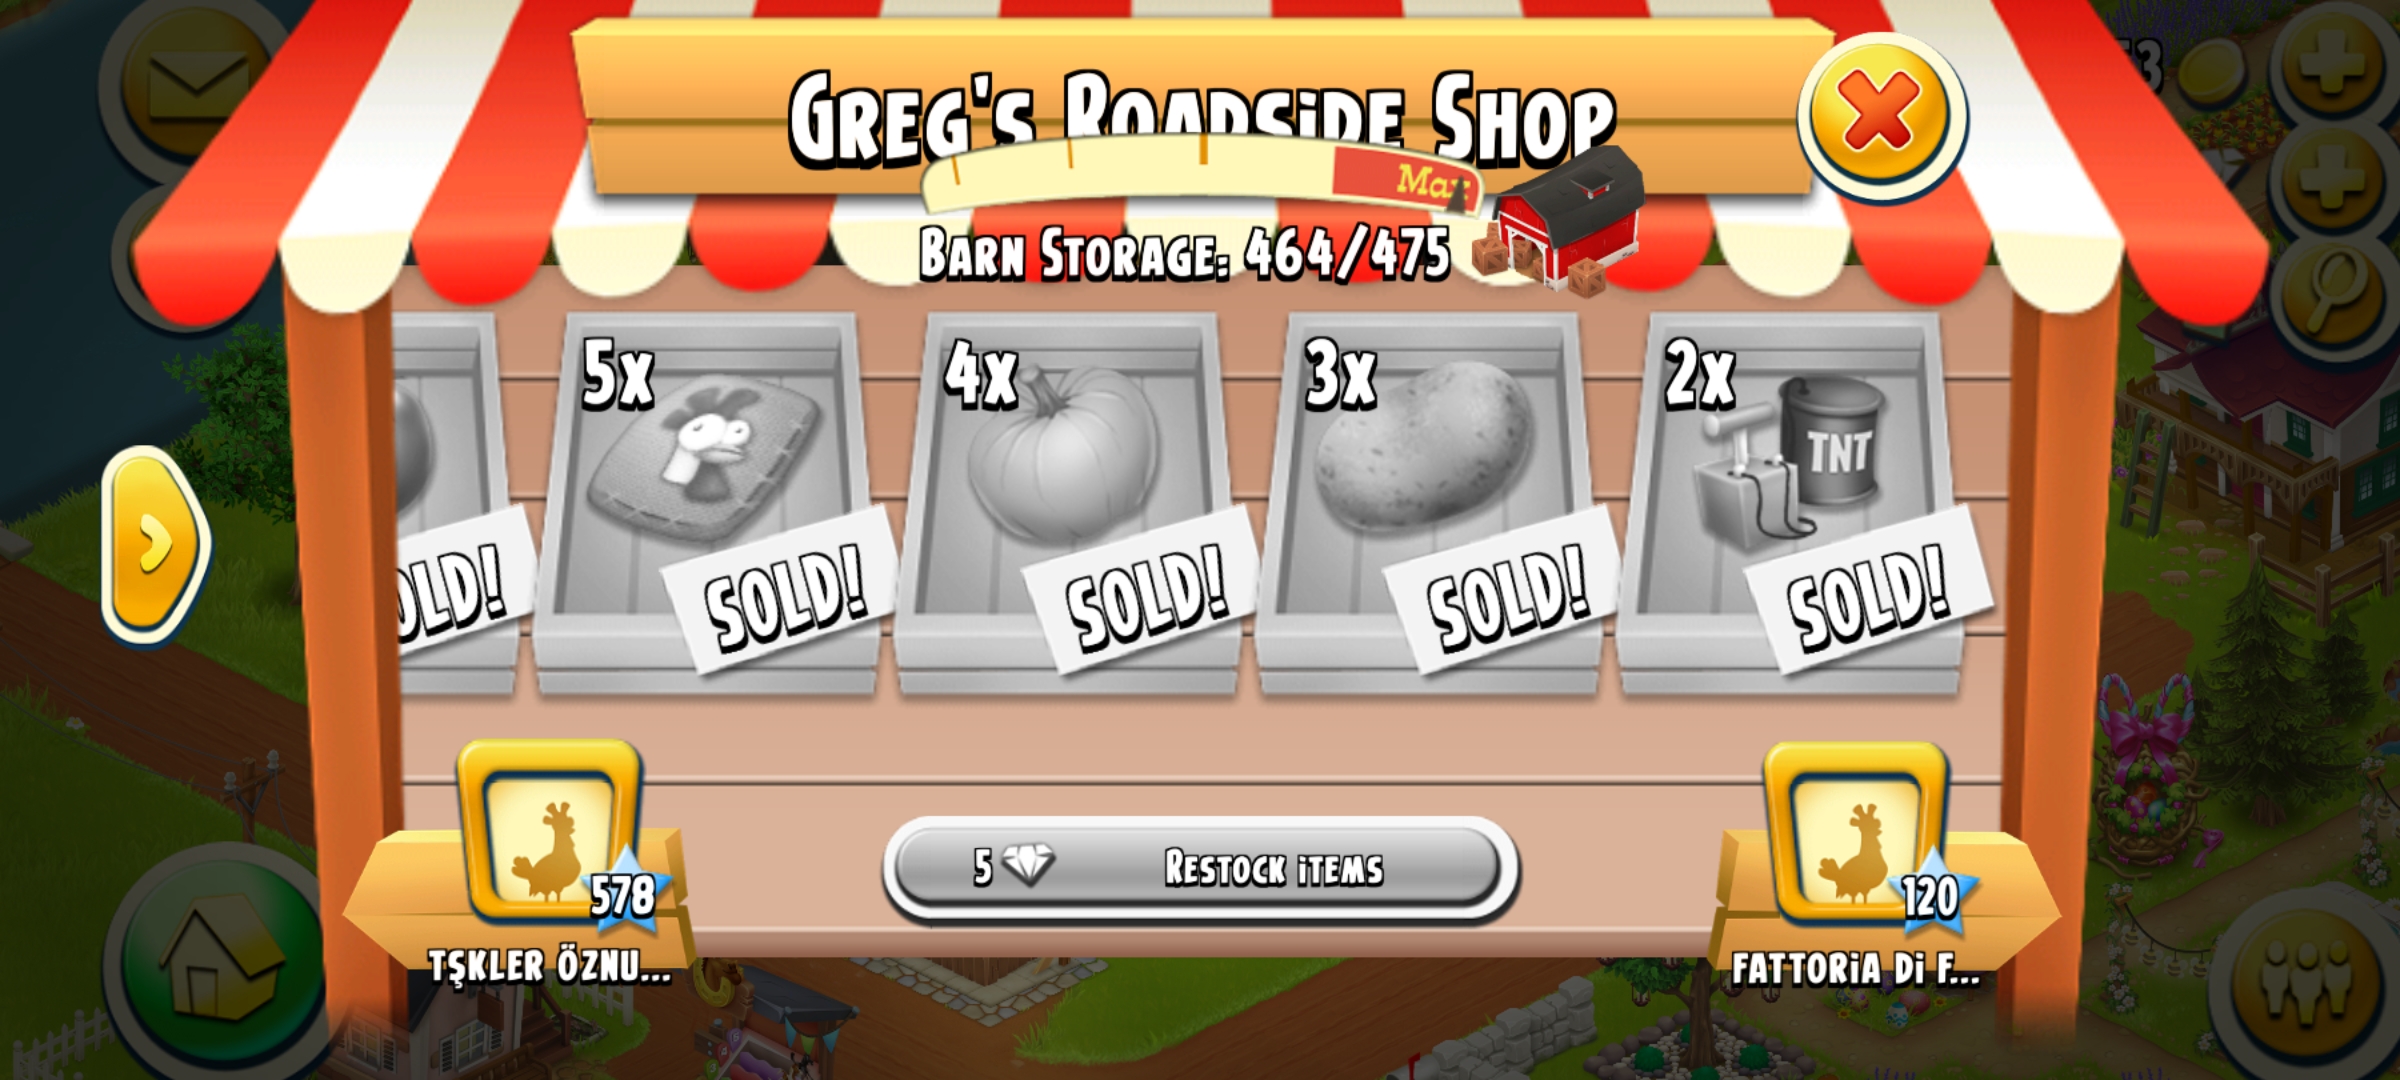 GREG'S ROADSIDE SHOP
Max
BARN STORAGE: 464/475
5x
4x
3x
2x
TNT
SOLD!
SOLD!
SOLD!
SOLD!
578
5
RESTOCK ITEMS
120
TŞKLER ÖZNU...
FATTORIA DI F...